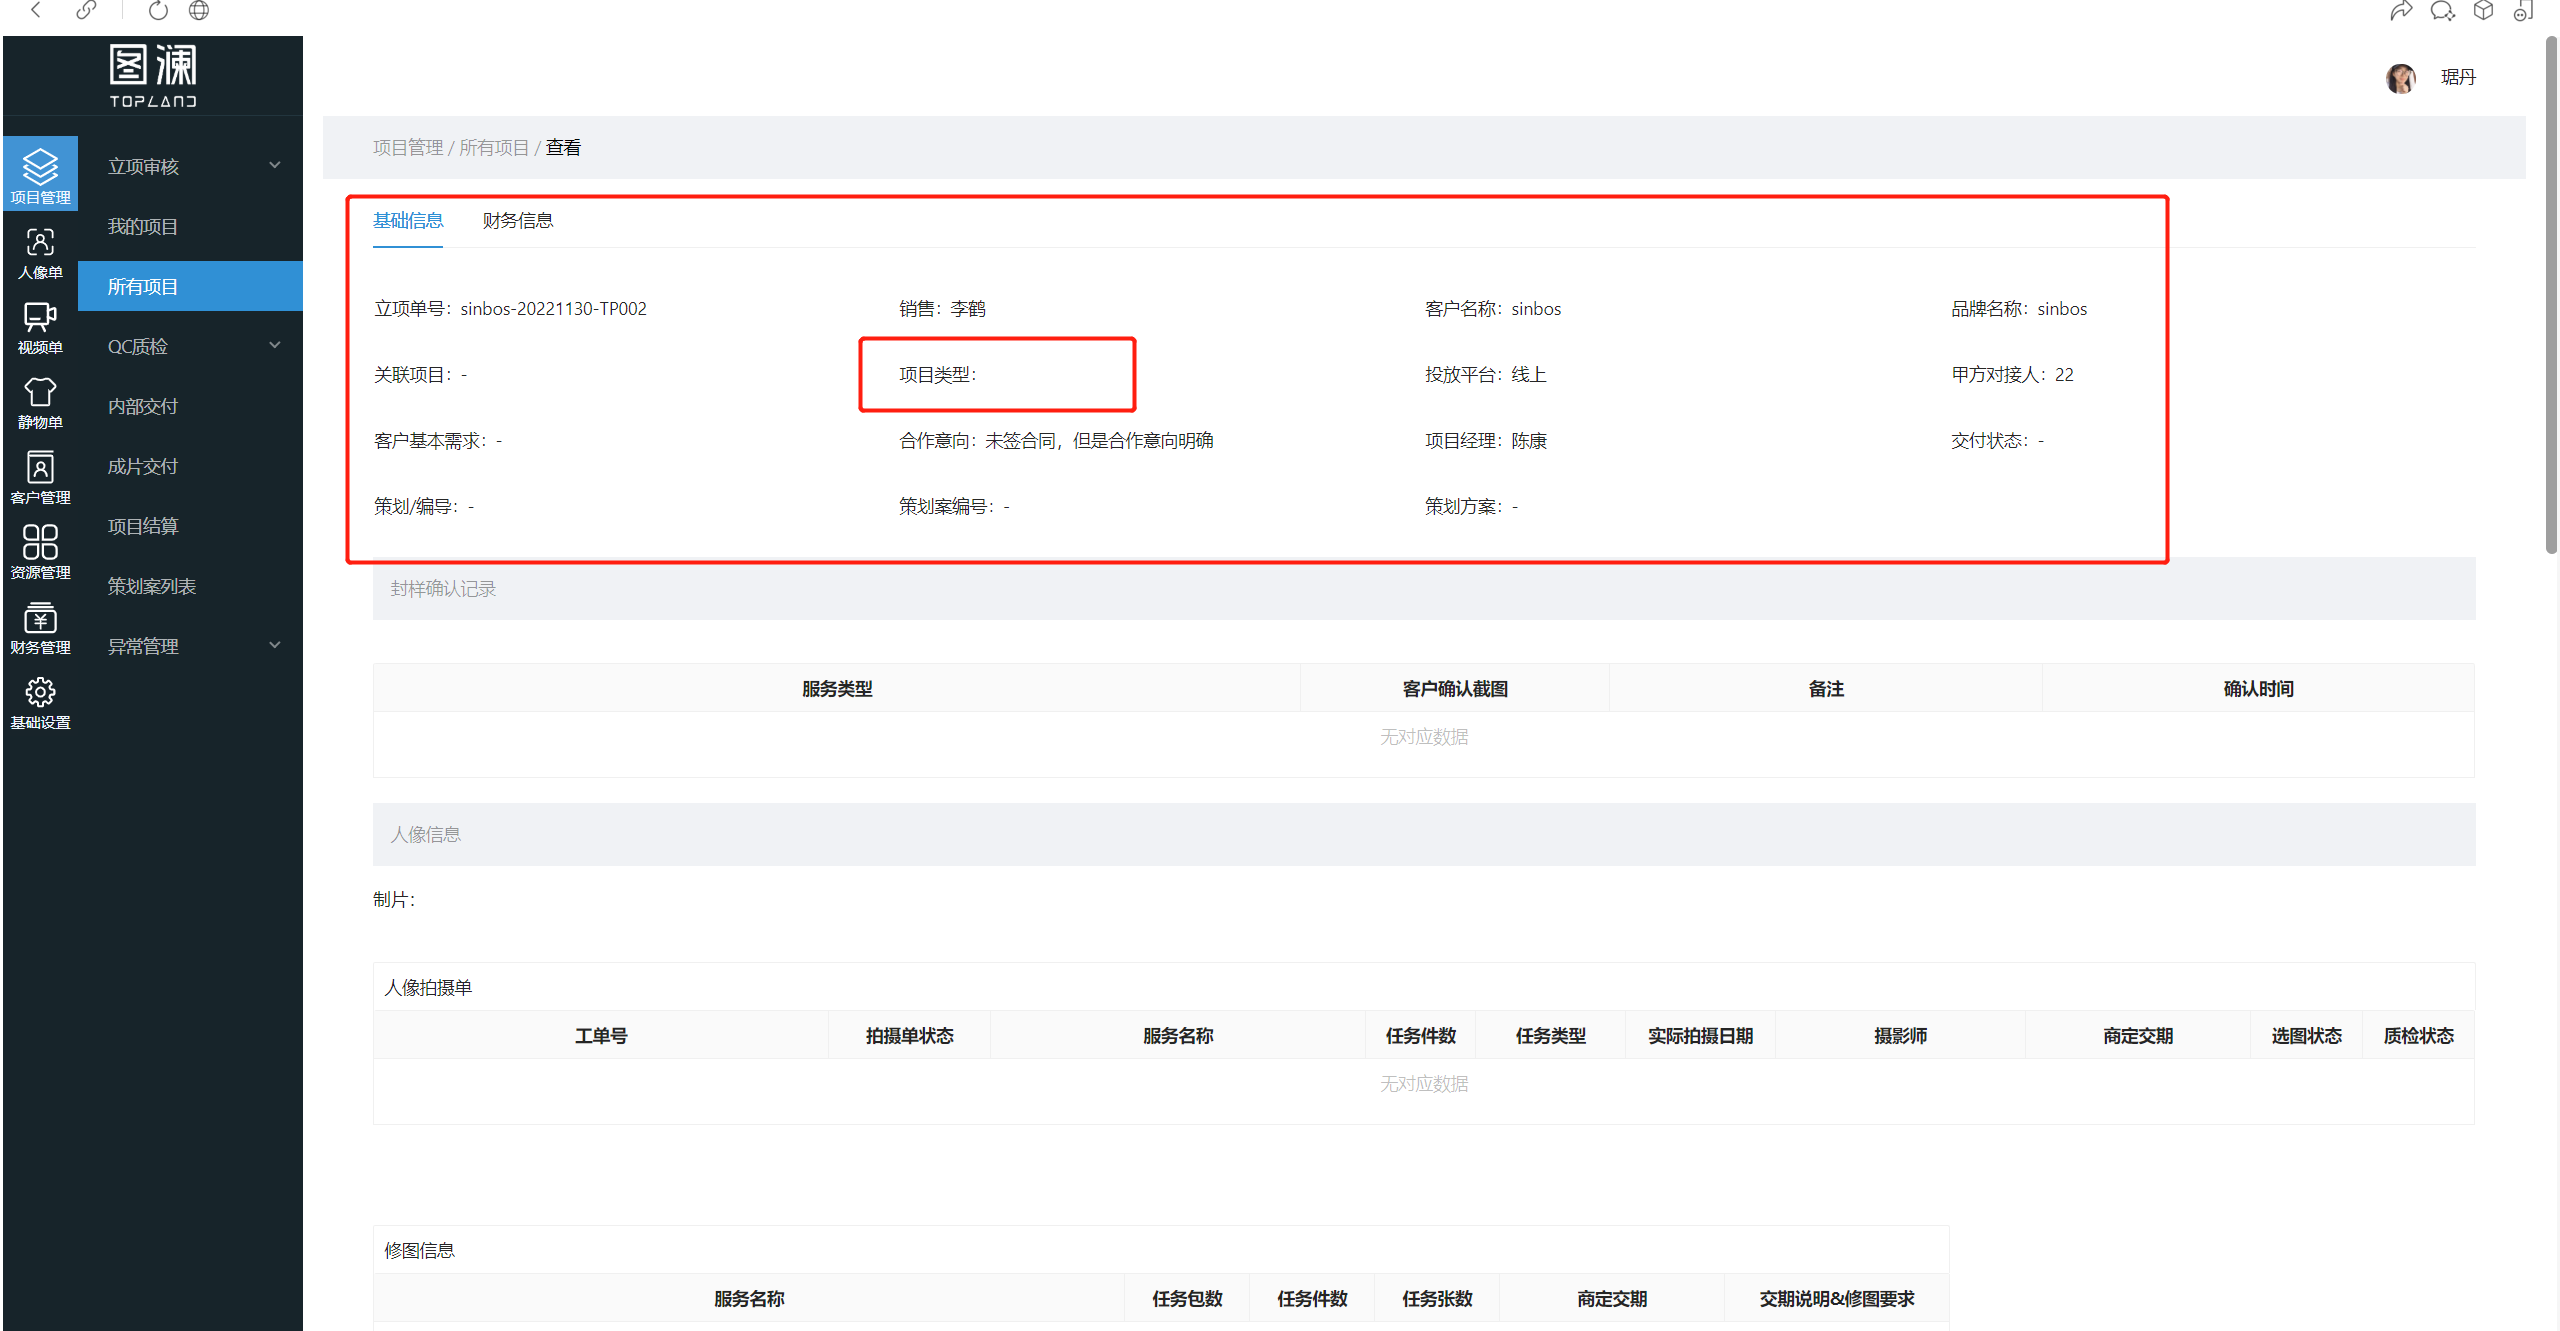 图澜
TOPLAND
琚丹
项目管理
人像单
视频单
静物单
客户管理
资源管理
财务管理
基础设置
立项审核
我的项目
所有项目
QC质检
内部交付
成片交付
项目结算
策划案列表
异常管理
项目管理 / 所有项目 / 查看
基础信息 财务信息
立项单号：sinbos-20221130-TP002 销售：李鹤 客户名称：sinbos 品牌名称：sinbos
关联项目：- 项目类型： 投放平台：线上 甲方对接人：22
客户基本需求：- 合作意向：未签合同，但是合作意向明确 项目经理：陈康 交付状态：-
策划/编导：- 策划案编号：- 策划方案：-
封样确认记录
服务类型 客户确认截图 备注 确认时间
无对应数据
人像信息
制片：
人像拍摄单
工单号 拍摄单状态 服务名称 任务件数 任务类型 实际拍摄日期 摄影师 商定交期 选图状态 质检状态
无对应数据
修图信息
服务名称 任务包数 任务件数 任务张数 商定交期 交期说明&修图要求